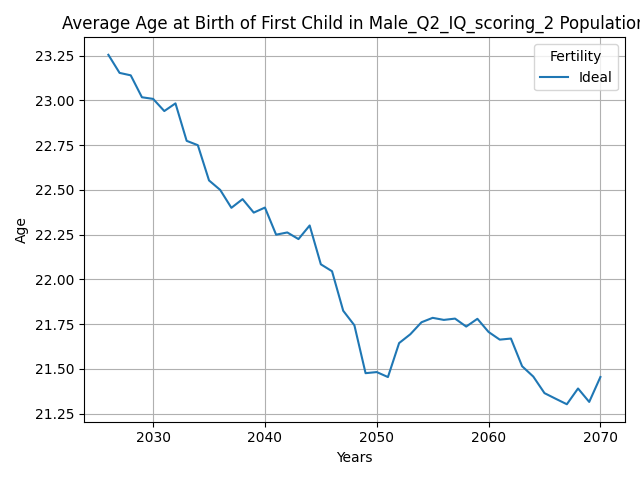 Average Age at Birth of First Child in Male_Q2_IQ_scoring_2 Population
Fertility
Ideal
23.25
23.00
22.75
22.50
22.25
22.00
21.75
21.50
21.25
Age
2030 2040 2050 2060 2070
Years